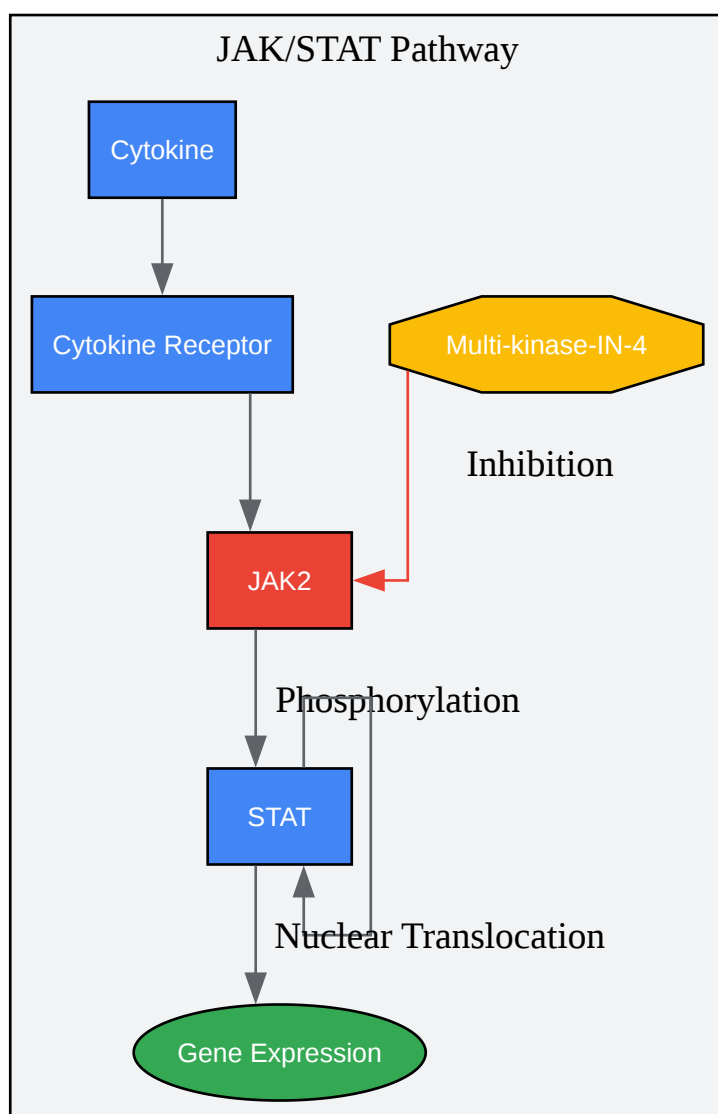 JAK/STAT Pathway
Cytokine
Cytokine Receptor
Multi-kinase-IN-4
Inhibition
JAK2
Phosphorylation
STAT
Nuclear Translocation
Gene Expression